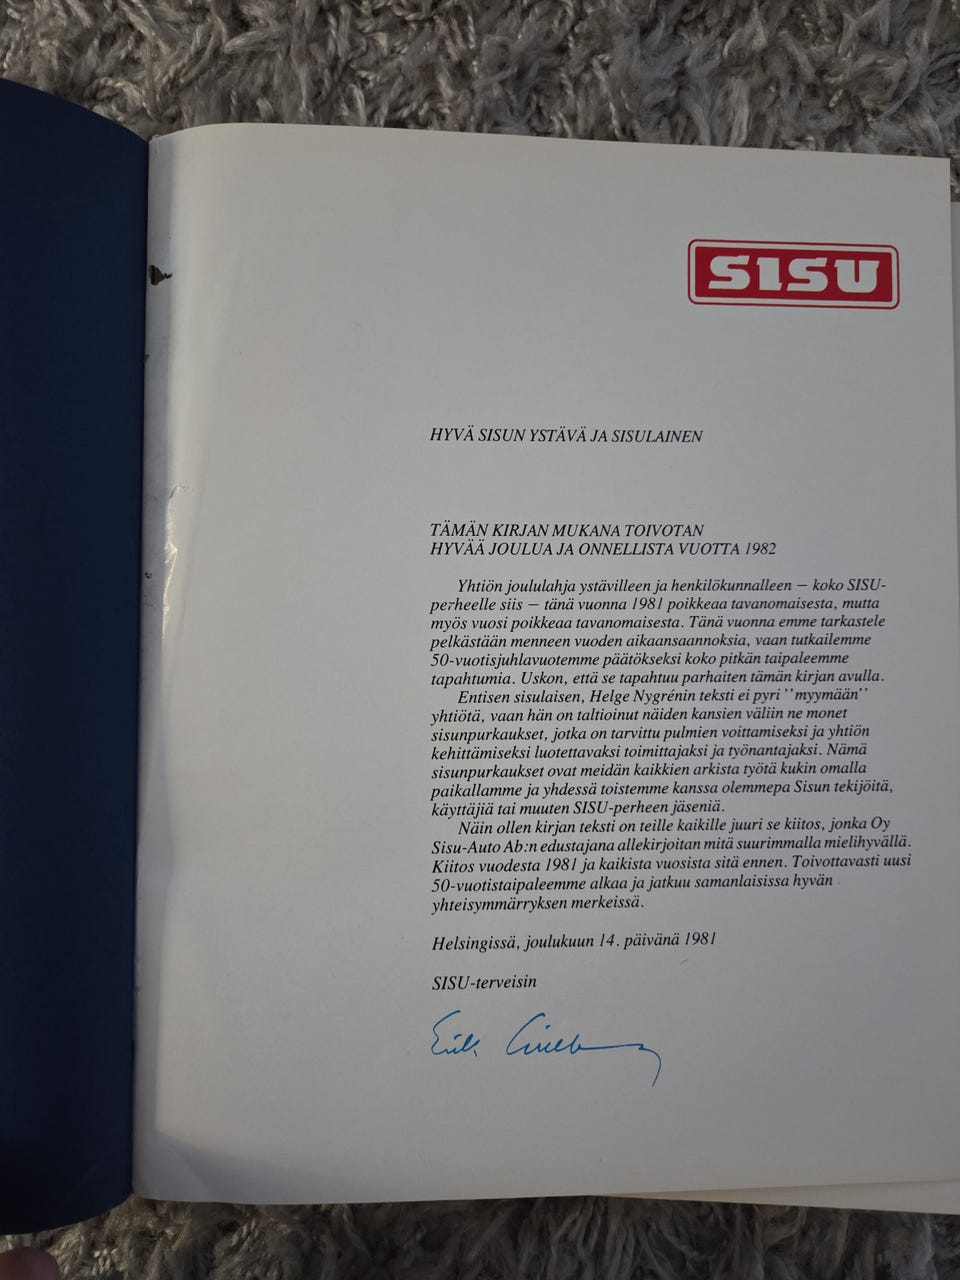 SISU
HYVÄ SISUN YSTÄVÄ JA SISULAINEN
TÄMÄN KIRJAN MUKANA TOIVOTAN
HYVÄÄ JOULUA JA ONNELLISTA VUOTTA 1982
Yhtiön joululahja ystävilleen ja henkilökunnalleen — koko SISU-
perheelle siis — tänä vuonna 1981 poikkeaa tavanomaisesta, mutta
myös vuosi poikkeaa tavanomaisesta. Tänä vuonna emme tarkastele
pelkästään menneen vuoden aikaansaannoksia, vaan tutkailemme
50-vuotisjuhlavuotemme päätökseksi koko pitkän taipaleemme
tapahtumia. Uskon, että se tapahtuu parhaiten tämän kirjan avulla.
Entisen sisulaisen, Helge Nygrénin teksti ei pyri ''myymään''
yhtiötä, vaan hän on taltioinut näiden kansien väliin ne monet
sisunpurkaukset, jotka on tarvittu pulmien voittamiseksi ja yhtiön
kehittämiseksi luotettavaksi toimittajaksi ja työnantajaksi. Nämä
sisunpurkaukset ovat meidän kaikkien arkista työtä kukin omalla
paikallamme ja yhdessä toistemme kanssa olemmepa Sisun tekijöitä,
käyttäjiä tai muuten SISU-perheen jäseniä.
Näin ollen kirjan teksti on teille kaikille juuri se kiitos, jonka Oy
Sisu-Auto Ab:n edustajana allekirjoitan mitä suurimmalla mielihyvällä.
Kiitos vuodesta 1981 ja kaikista vuosista sitä ennen. Toivottavasti uusi
50-vuotistaipaleemme alkaa ja jatkuu samanlaisissa hyvän
yhteisymmärryksen merkeissä.
Helsingissä, joulukuun 14. päivänä 1981
SISU-terveisin
Erik